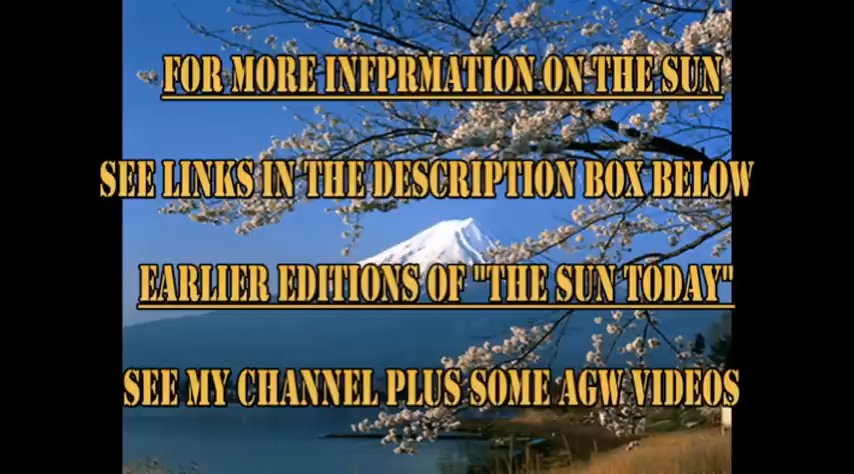 FOR MORE INFPRMATION ON THE SUN
SEE LINKS IN THE DESCRIPTION BOX BELOW
EARLIER EDITIONS OF "THE SUN TODAY"
SEE MY CHANNEL PLUS SOME AGW VIDEOS